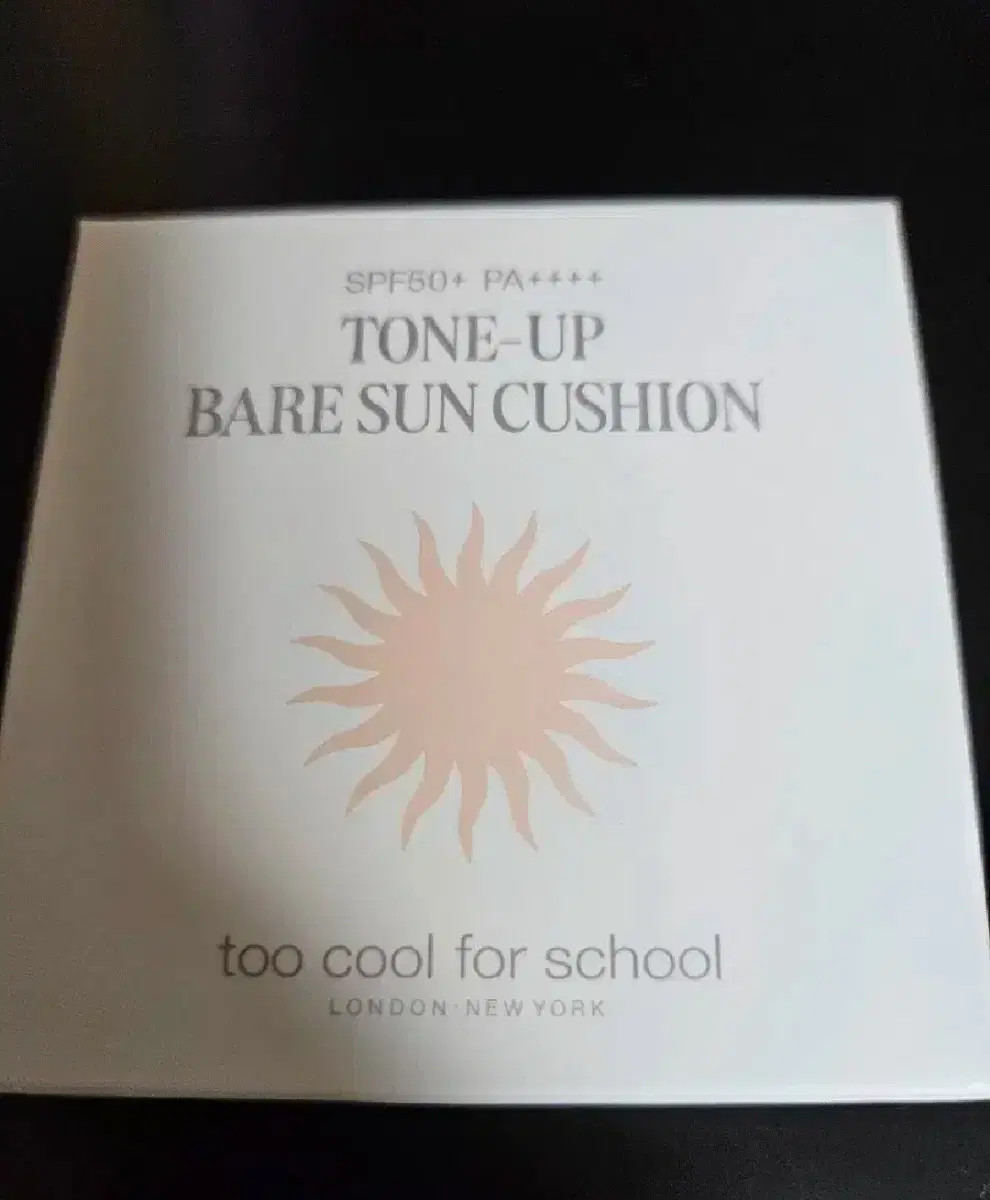 SPF50+ PA++++
TONE-UP
BARE SUN CUSHION
too cool for school
LONDON·NEW YORK